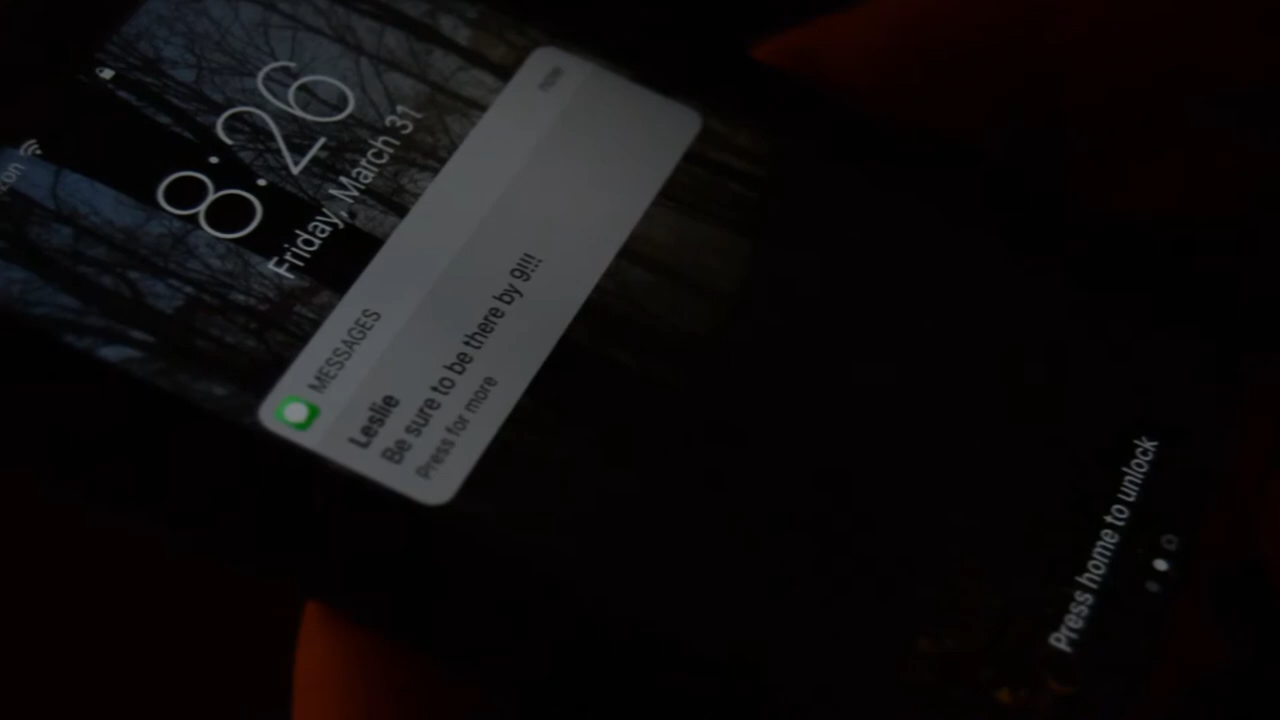 8:26
Friday, March 31
MESSAGES
now
Leslie
Be sure to be there by 9!!!
Press for more
Press home to unlock